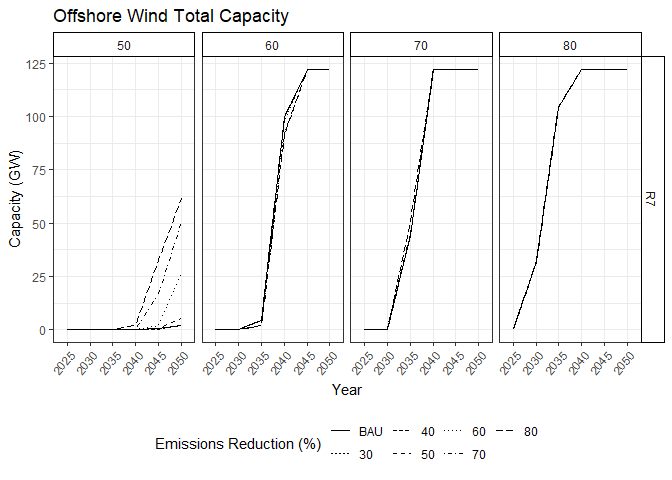 Offshore Wind Total Capacity
50 60 70 80
R7
Capacity (GW)
125
100
75
50
25
0
2025 2030 2035 2040 2045 2050 2025 2030 2035 2040 2045 2050 2025 2030 2035 2040 2045 2050 2025 2030 2035 2040 2045 2050
Year
Emissions Reduction (%)
BAU 40 60 80
30 50 70